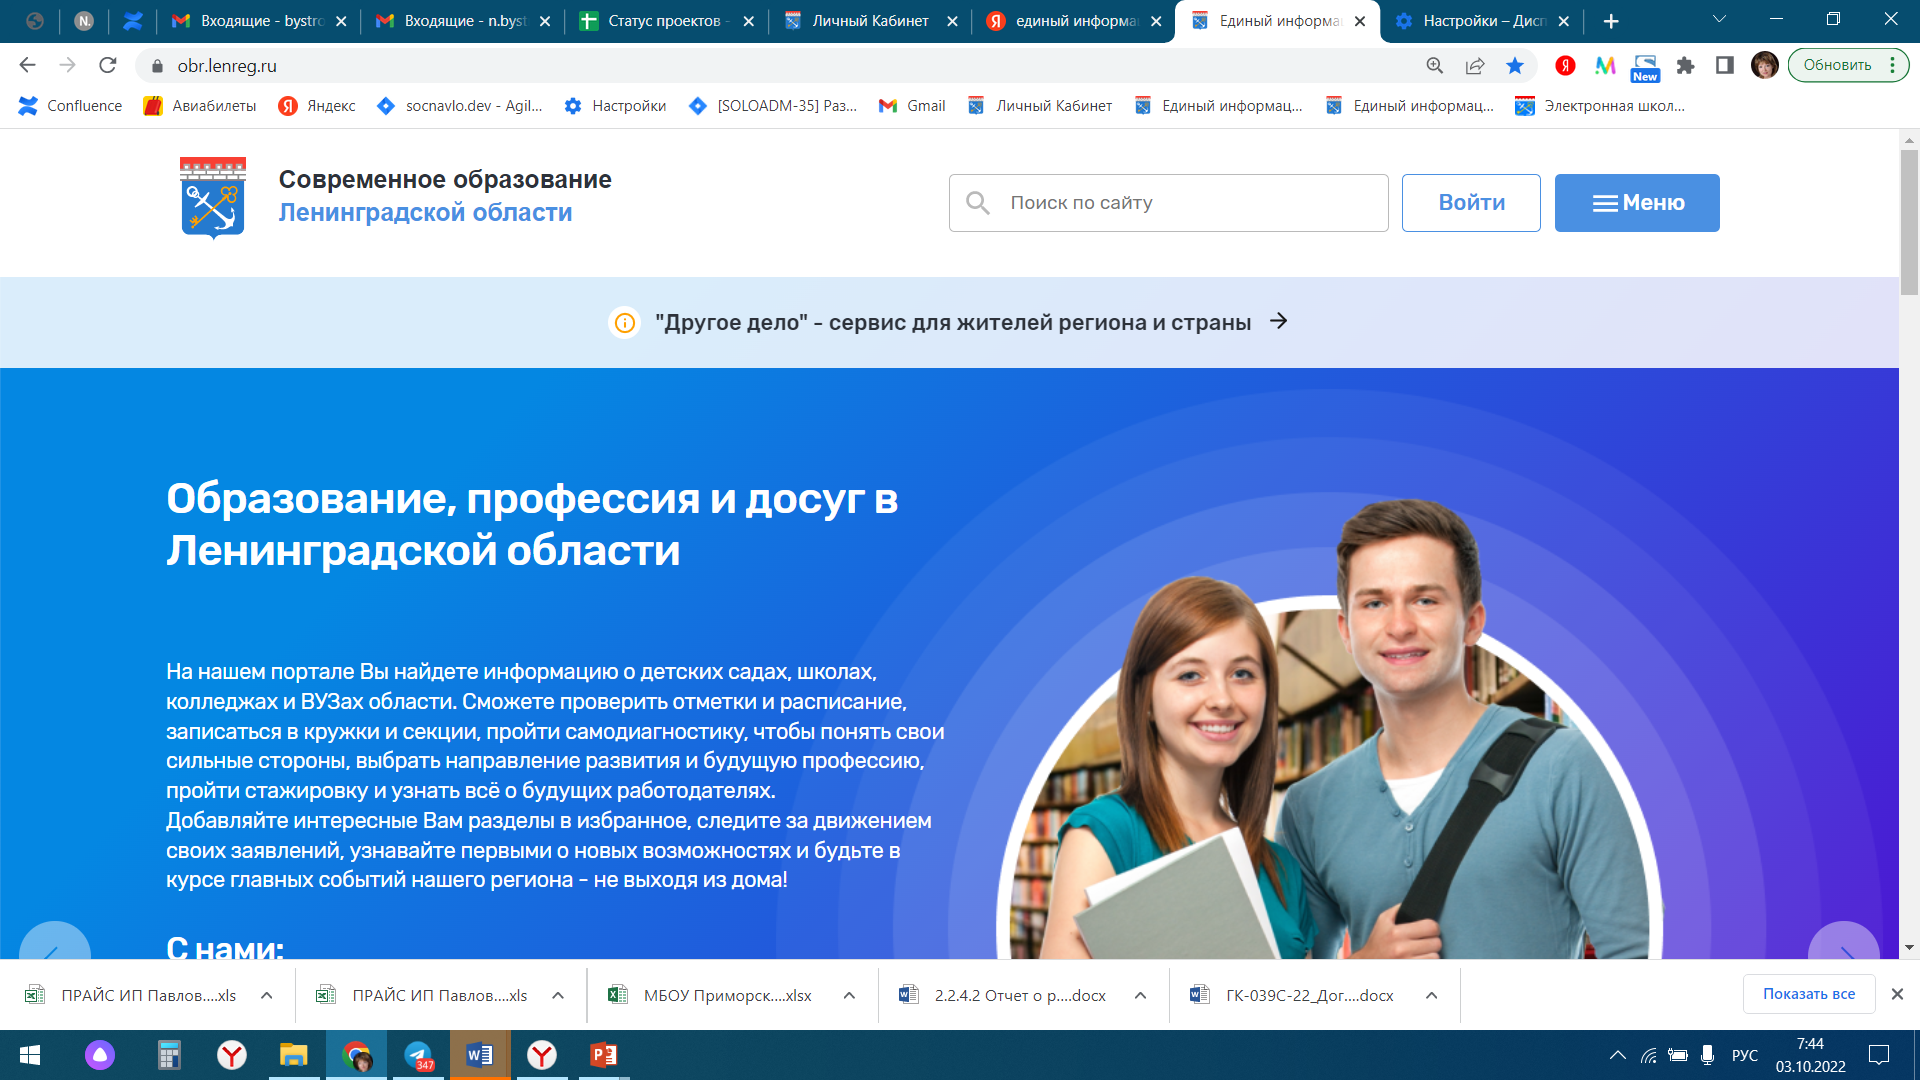 Входящие - bystro
Входящие - n.byst
Статус проектов -
Личный Кабинет
единый информа
Единый информа
Настройки – Дисп
obr.lenreg.ru
New
Обновить
Confluence
Авиабилеты
Яндекс
socnavlo.dev - Agil...
Настройки
[SOLOADM-35] Раз...
Gmail
Личный Кабинет
Единый информац...
Единый информац...
Электронная школ...
Современное образование
Ленинградской области
Поиск по сайту
Войти
Меню
"Другое дело" - сервис для жителей региона и страны
Образование, профессия и досуг в
Ленинградской области
На нашем портале Вы найдете информацию о детских садах, школах,
колледжах и ВУЗах области. Сможете проверить отметки и расписание,
записаться в кружки и секции, пройти самодиагностику, чтобы понять свои
сильные стороны, выбрать направление развития и будущую профессию,
пройти стажировку и узнать всё о будущих работодателях.
Добавляйте интересные Вам разделы в избранное, следите за движением
своих заявлений, узнавайте первыми о новых возможностях и будьте в
курсе главных событий нашего региона - не выходя из дома!
С нами:
ПРАЙС ИП Павлов....xls
ПРАЙС ИП Павлов....xls
МБОУ Приморск....xlsx
2.2.4.2 Отчет о р....docx
ГК-039С-22_Дог....docx
Показать все
347
РУС
7:44
03.10.2022